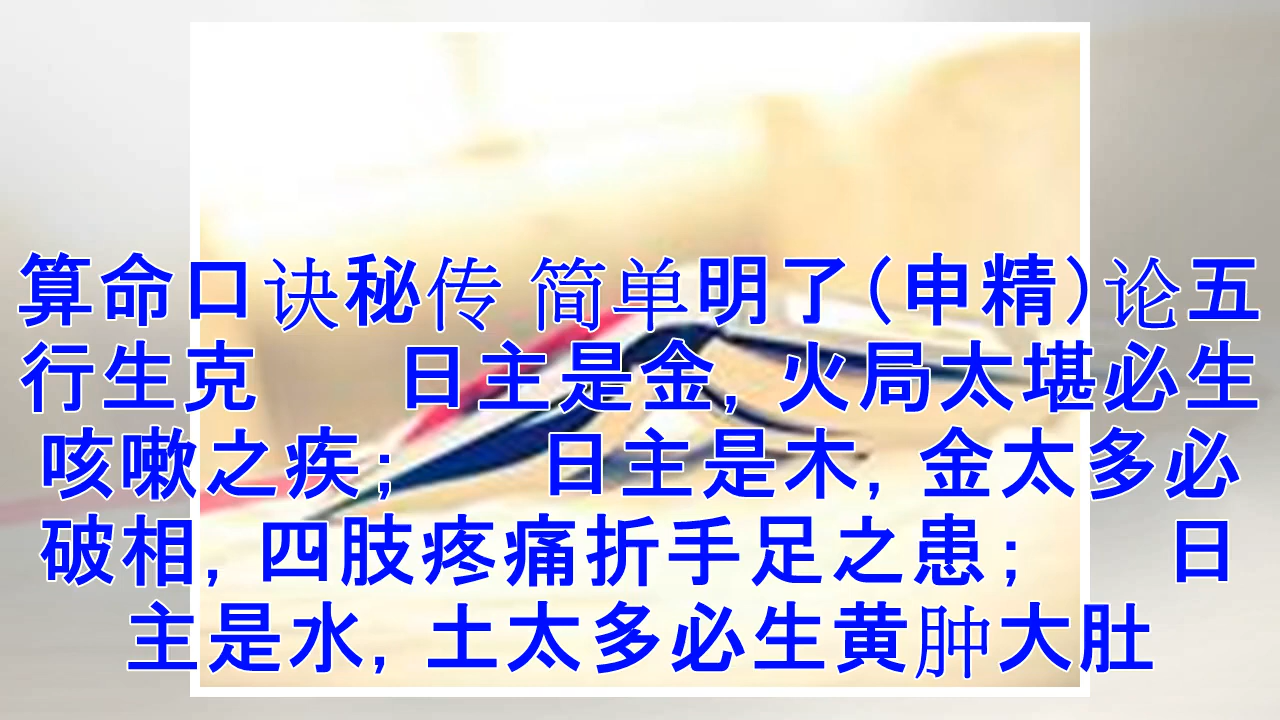 算命口诀秘传 简单明了(申精)论五
行生克 日主是金,火局太堪必生
咳嗽之疾; 日主是木,金太多必
破相,四肢疼痛折手足之患; 日
主是水,土太多必生黄肿大肚